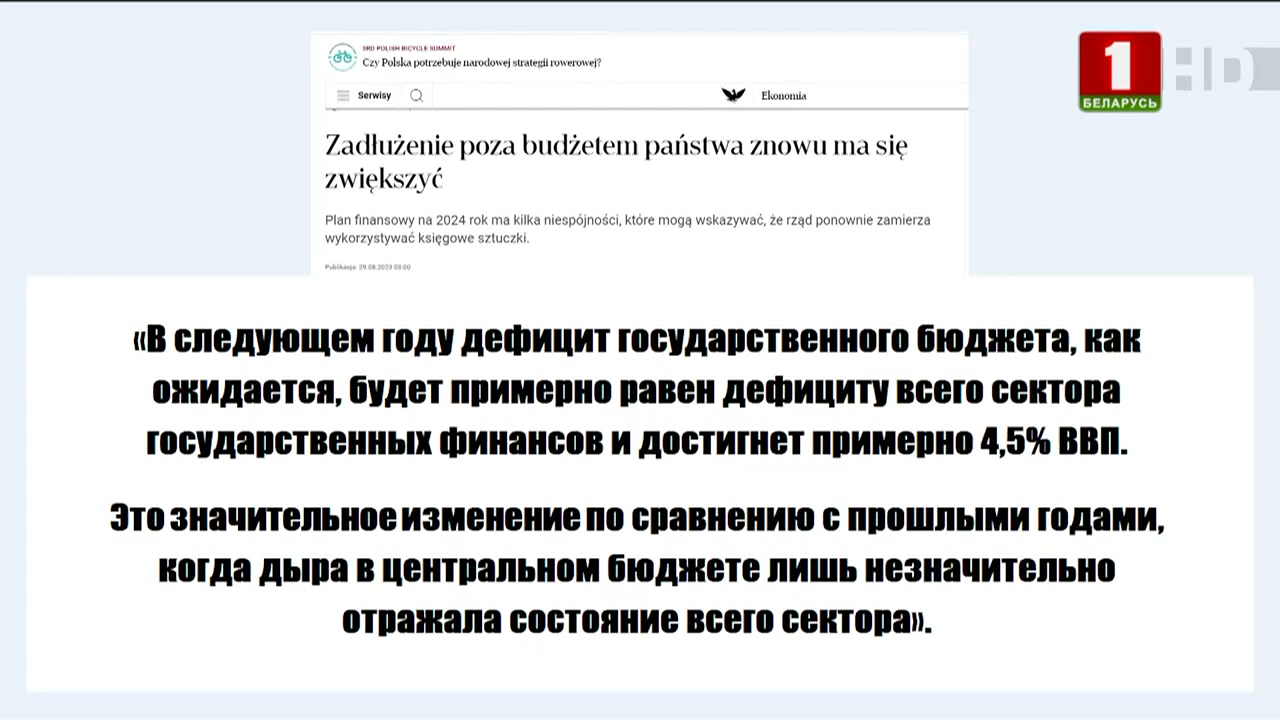 3RD POLISH BICYCLE SUMMIT
Czy Polska potrzebuje narodowej strategii rowerowej?
Serwisy
Ekonomia
1 HD
БЕЛАРУСЬ
Zadłużenie poza budżetem państwa znowu ma się
zwiększyć
Plan finansowy na 2024 rok ma kilka niespójności, które mogą wskazywać, że rząd ponownie zamierza
wykorzystywać księgowe sztuczki.
Publikacja: 29.08.2023 03:00
«В следующем году дефицит государственного бюджета, как
ожидается, будет примерно равен дефициту всего сектора
государственных финансов и достигнет примерно 4,5% ВВП.
Это значительное изменение по сравнению с прошлыми годами,
когда дыра в центральном бюджете лишь незначительно
отражала состояние всего сектора».